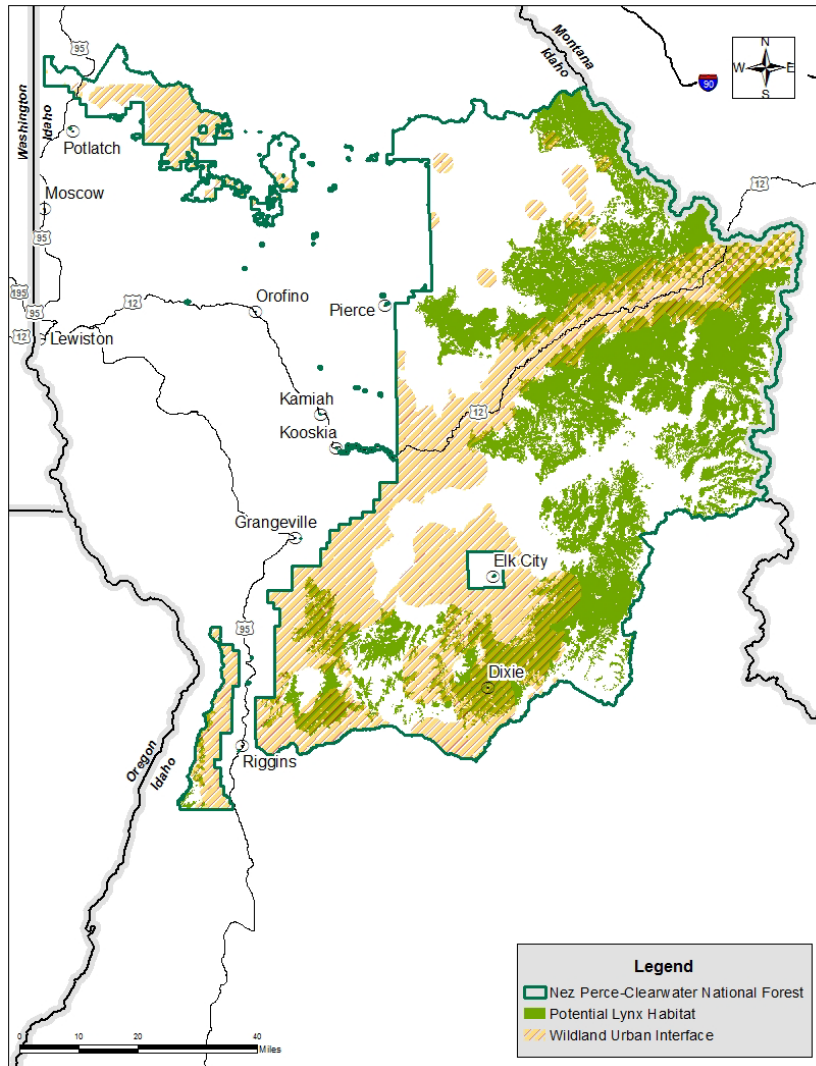 95
Montana
Idaho
N
W E
S
90
Washington
Idaho
Potlatch
12
Moscow
95
195
95
12
Orofino
Pierce
12
Lewiston
Kamiah
12
Kooskia
Grangeville
Elk City
95
Dixie
Oregon
Idaho
Riggins
Legend
Nez Perce-Clearwater National Forest
Potential Lynx Habitat
Wildland Urban Interface
0 10 20 40
Miles